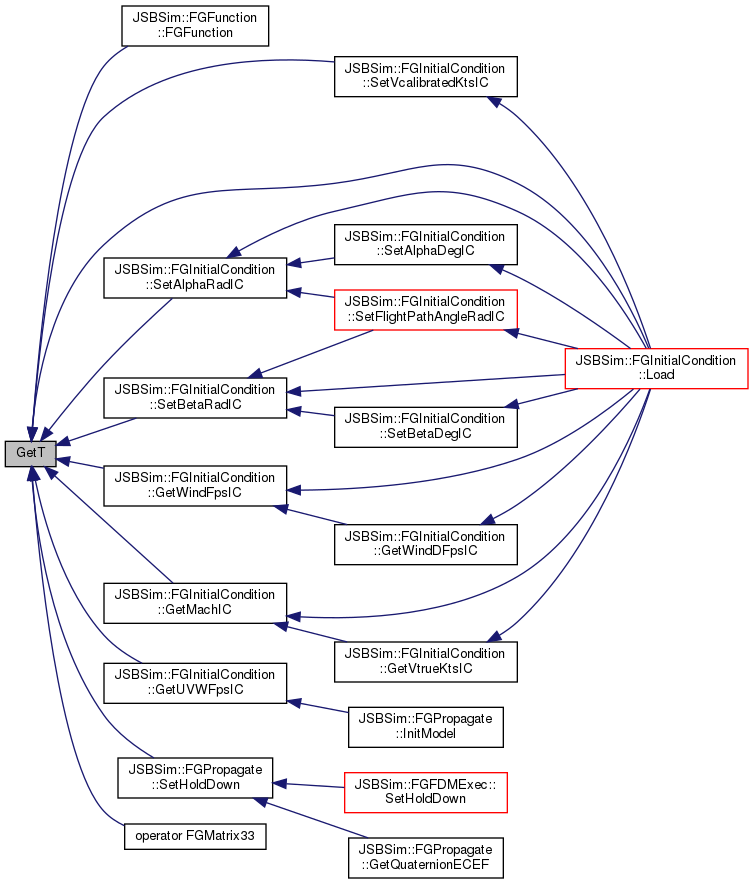 JSBSim::FGFunction
::FGFunction
JSBSim::FGInitialCondition
::SetVcalibratedKtsIC
JSBSim::FGInitialCondition
::SetAlphaDegIC
JSBSim::FGInitialCondition
::SetAlphaRadIC
JSBSim::FGInitialCondition
::SetFlightPathAngleRadIC
JSBSim::FGInitialCondition
::Load
JSBSim::FGInitialCondition
::SetBetaRadIC
JSBSim::FGInitialCondition
::SetBetaDegIC
GetT
JSBSim::FGInitialCondition
::GetWindFpsIC
JSBSim::FGInitialCondition
::GetWindDFpsIC
JSBSim::FGInitialCondition
::GetMachIC
JSBSim::FGInitialCondition
::GetVtrueKtsIC
JSBSim::FGInitialCondition
::GetUVWFpsIC
JSBSim::FGPropagate
::InitModel
JSBSim::FGPropagate
::SetHoldDown
JSBSim::FGFDMExec::
SetHoldDown
operator FGMatrix33
JSBSim::FGPropagate
::GetQuaternionECEF